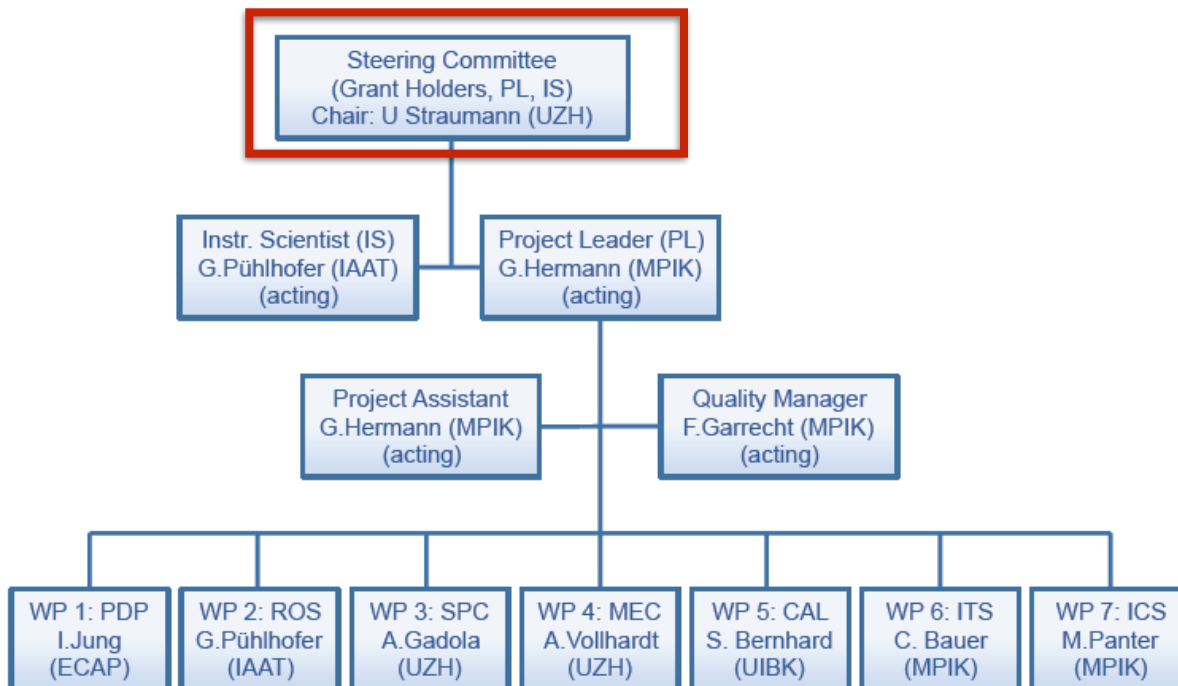 Steering Committee
(Grant Holders, PL, IS)
Chair: U Straumann (UZH)
Instr. Scientist (IS)
G.Pühlhofer (IAAT)
(acting)
Project Leader (PL)
G.Hermann (MPIK)
(acting)
Project Assistant
G.Hermann (MPIK)
(acting)
Quality Manager
F.Garrecht (MPIK)
(acting)
WP 1: PDP
I.Jung
(ECAP)
WP 2: ROS
G.Pühlhofer
(IAAT)
WP 3: SPC
A.Gadola
(UZH)
WP 4: MEC
A.Vollhardt
(UZH)
WP 5: CAL
S. Bernhard
(UIBK)
WP 6: ITS
C. Bauer
(MPIK)
WP 7: ICS
M.Panter
(MPIK)